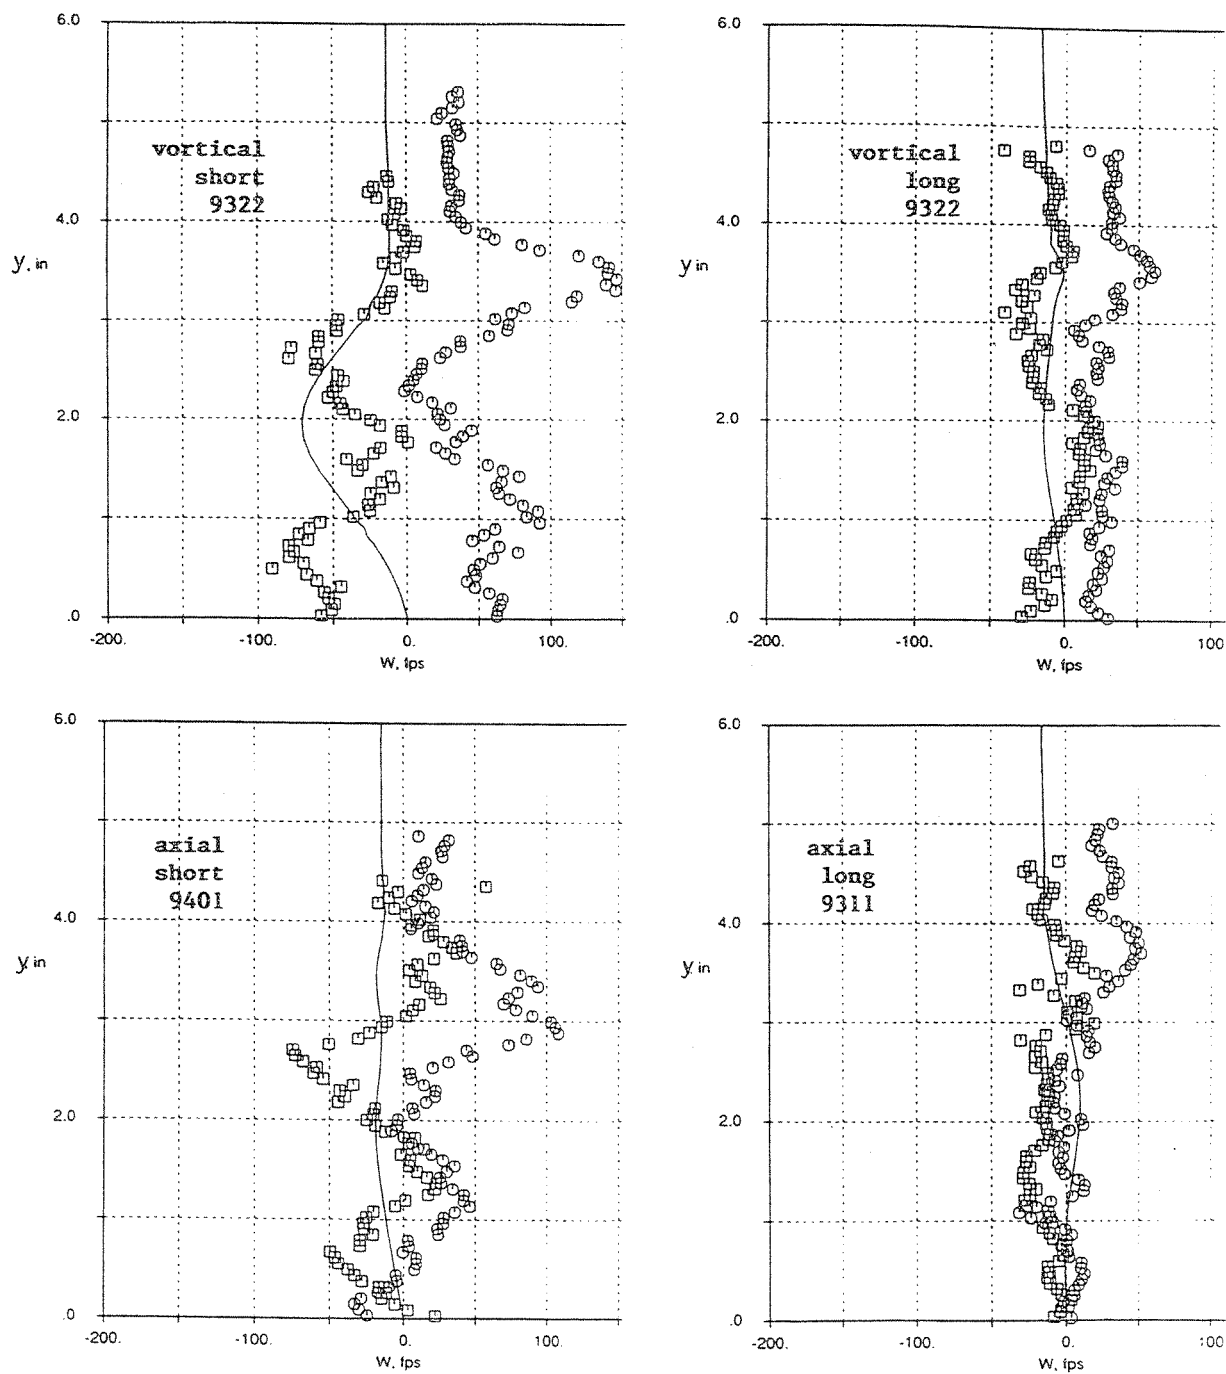 6.0
vortical
short
9322
4.0
y, in
2.0
.0
-200.
-100.
0.
100.
W, fps
6.0
vortical
long
9322
4.0
y in
2.0
.0
-200.
-100.
0.
100
W, fps
6.0
axial
short
9401
4.0
y, in
2.0
.0
-200.
-100.
0.
100.
W, fps
6.0
axial
long
9311
4.0
y in
2.0
.0
-200.
-100.
0.
100
W, fps